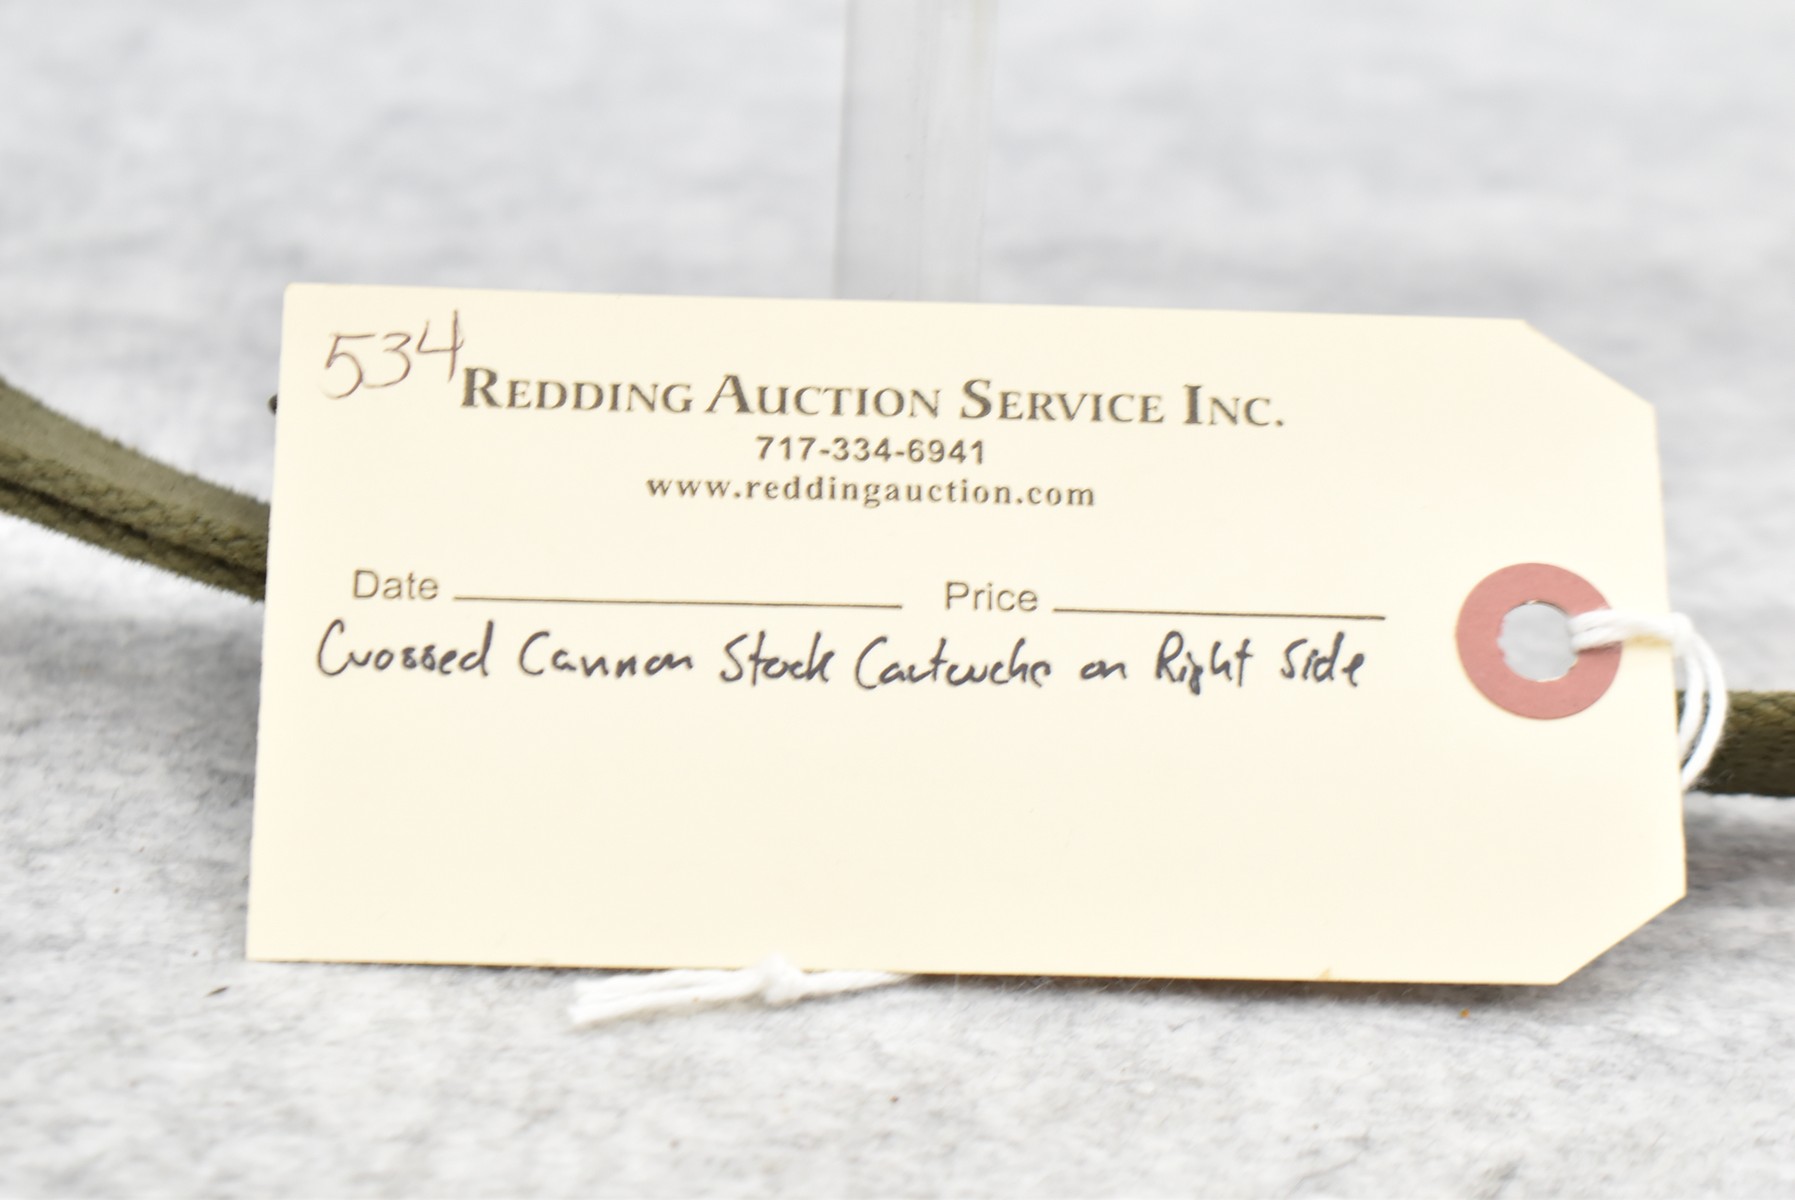 534
REDDING AUCTION SERVICE INC.
717-334-6941
www.reddingauction.com
Date Price
Crossed Cannon Stock Cartouche on Right Side